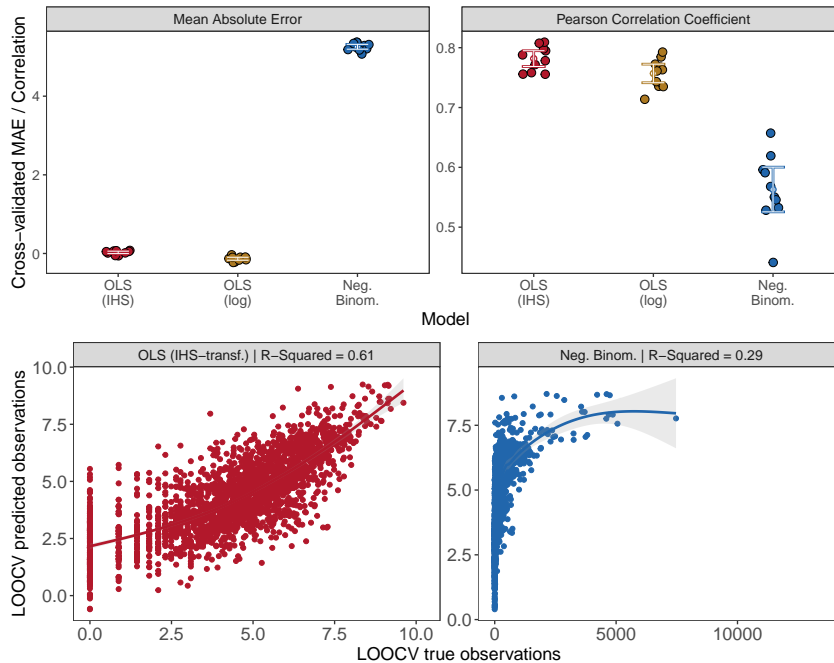 Mean Absolute Error
Pearson Correlation Coefficient
Cross-validated MAE / Correlation
4
2
0
0.8
0.7
0.6
0.5
OLS
(IHS)
OLS
(log)
Neg.
Binom.
OLS
(IHS)
OLS
(log)
Neg.
Binom.
Model
OLS (IHS-transf.) | R-Squared = 0.61
Neg. Binom. | R-Squared = 0.29
LOOCV predicted observations
10.0
7.5
5.0
2.5
0.0
7.5
5.0
2.5
0.0
0.0
2.5
5.0
7.5
10.0
0
5000
10000
LOOCV true observations